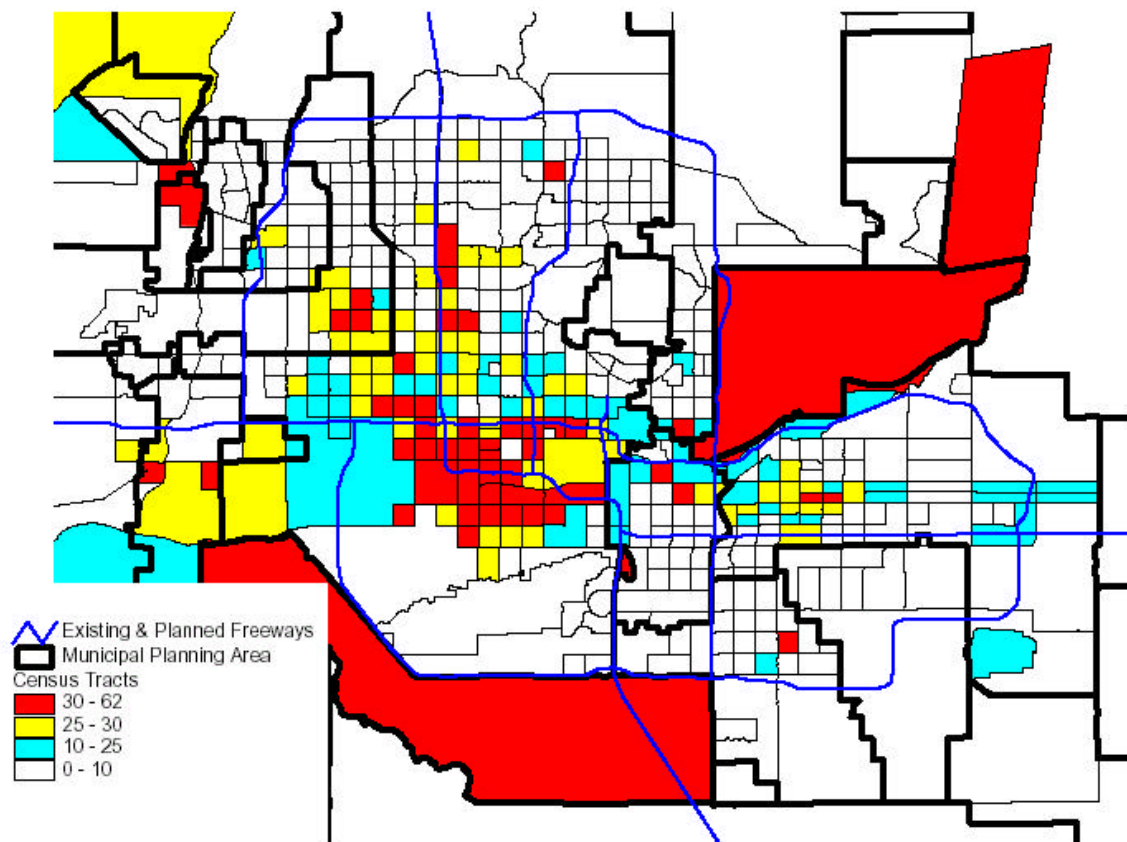 Existing & Planned Freeways
Municipal Planning Area
Census Tracts
30 - 62
25 - 30
10 - 25
0 - 10